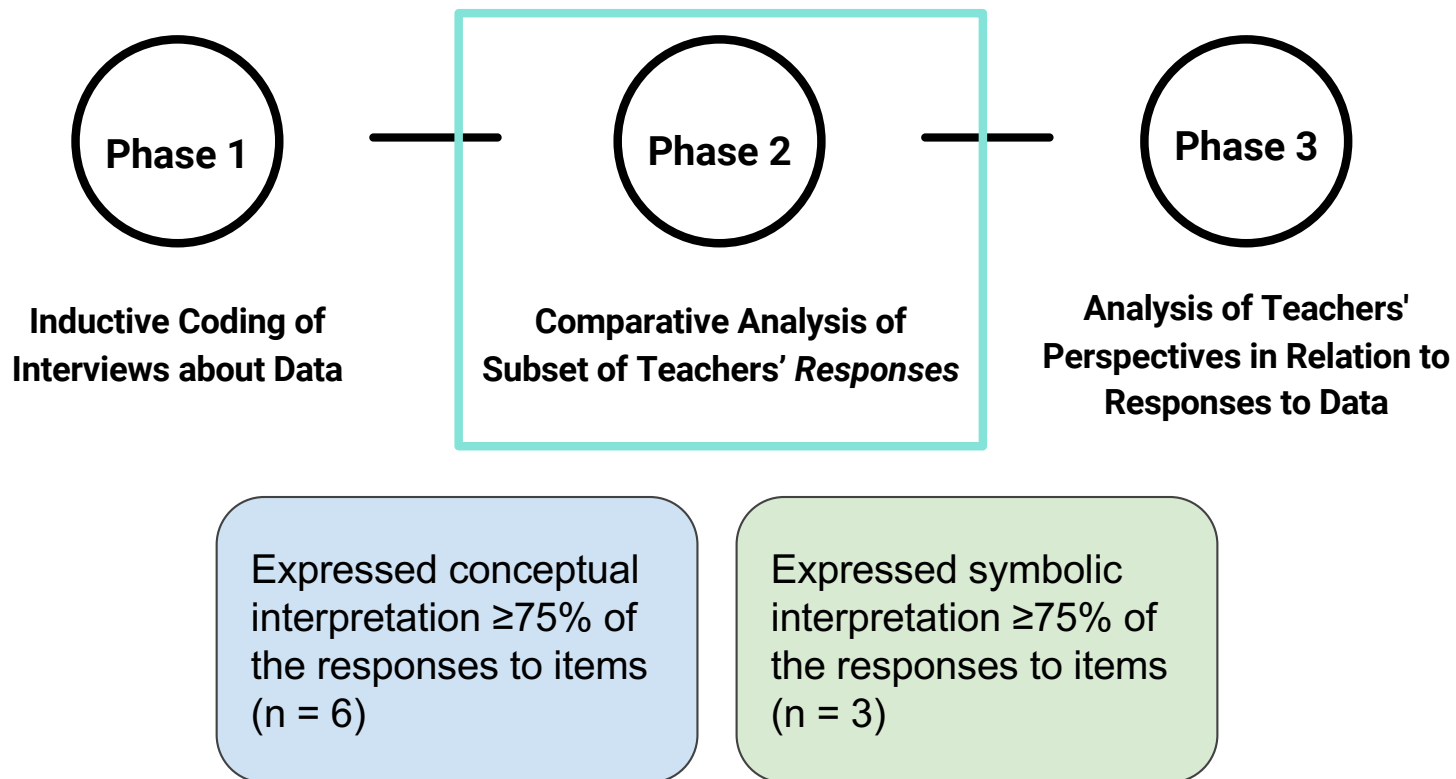 Phase 1
Phase 2
Phase 3
Inductive Coding of
Interviews about Data
Comparative Analysis of
Subset of Teachers’ Responses
Analysis of Teachers'
Perspectives in Relation to
Responses to Data
Expressed conceptual
interpretation ≥75% of
the responses to items
(n = 6)
Expressed symbolic
interpretation ≥75% of
the responses to items
(n = 3)